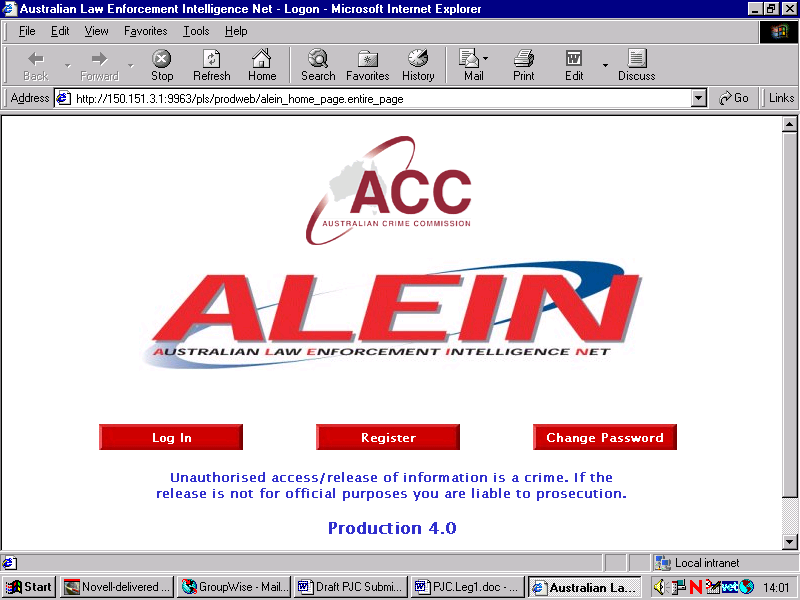 Australian Law Enforcement Intelligence Net - Logon - Microsoft Internet Explorer
File Edit View Favorites Tools Help
Back Forward Stop Refresh Home Search Favorites History Mail Print Edit Discuss
Address http://150.151.3.1:9963/pls/prodweb/alein_home_page.entire_page Go Links
ACC
AUSTRALIAN CRIME COMMISSION
ALEIN
AUSTRALIAN LAW ENFORCEMENT INTELLIGENCE NET
Log In Register Change Password
Unauthorised access/release of information is a crime. If the
release is not for official purposes you are liable to prosecution.
Production 4.0
Local intranet
Start Novell-delivered ... GroupWise - Mail... Draft PJC Submi... PJC.Leg1.doc - ... Australian La... 14:01